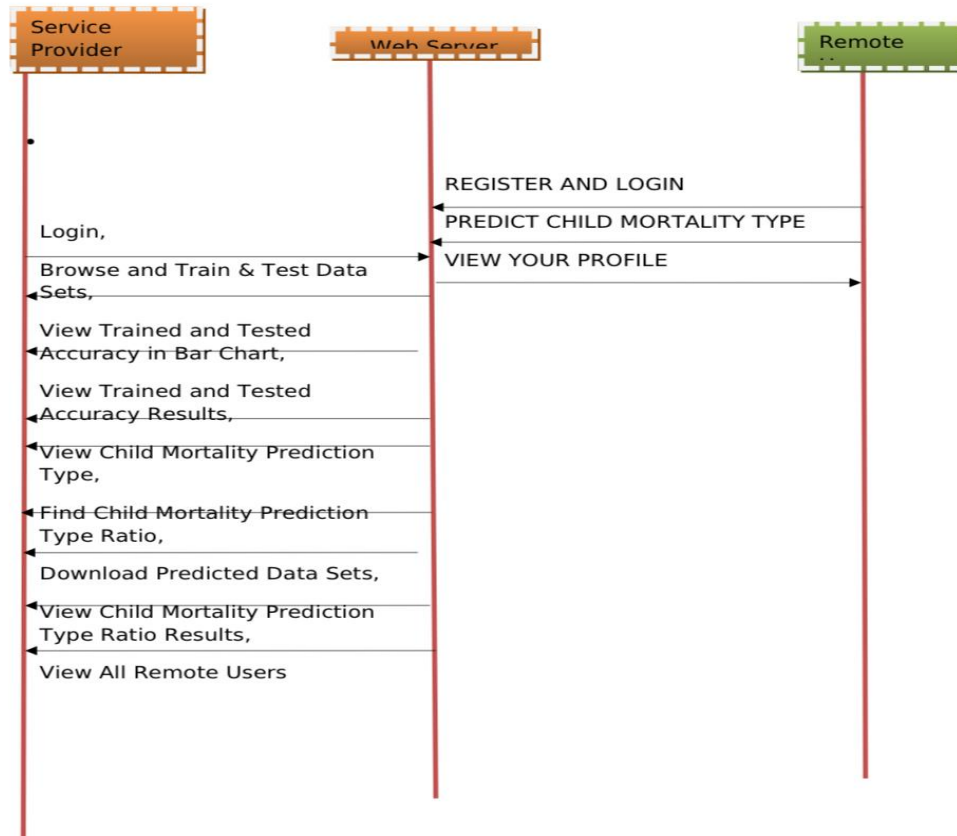 Service
Provider
Web Server
Remote
REGISTER AND LOGIN
PREDICT CHILD MORTALITY TYPE
VIEW YOUR PROFILE
Login,
Browse and Train & Test Data
Sets,
View Trained and Tested
Accuracy in Bar Chart,
View Trained and Tested
Accuracy Results,
View Child Mortality Prediction
Type,
Find Child Mortality Prediction
Type Ratio,
Download Predicted Data Sets,
View Child Mortality Prediction
Type Ratio Results,
View All Remote Users